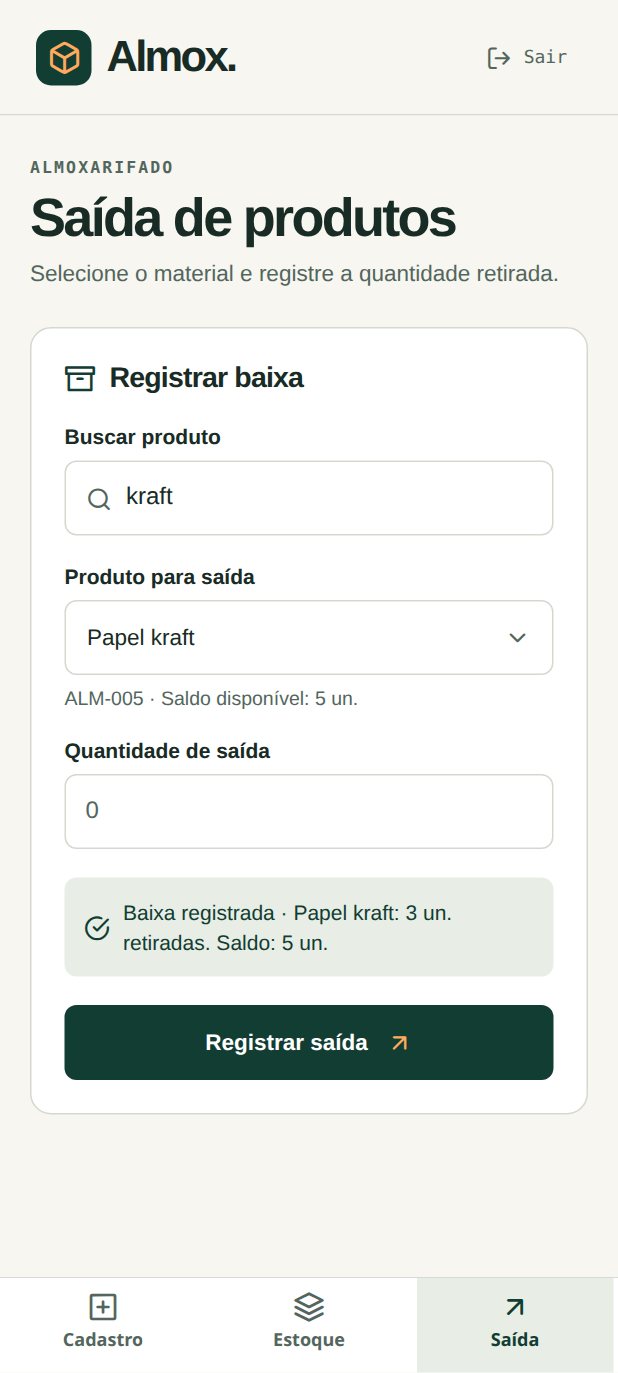 Almox.
Sair
ALMOXARIFADO
Saída de produtos
Selecione o material e registre a quantidade retirada.
Registrar baixa
Buscar produto
kraft
Produto para saída
Papel kraft
ALM-005 · Saldo disponível: 5 un.
Quantidade de saída
0
Baixa registrada · Papel kraft: 3 un.
retiradas. Saldo: 5 un.
Registrar saída
Cadastro
Estoque
Saída